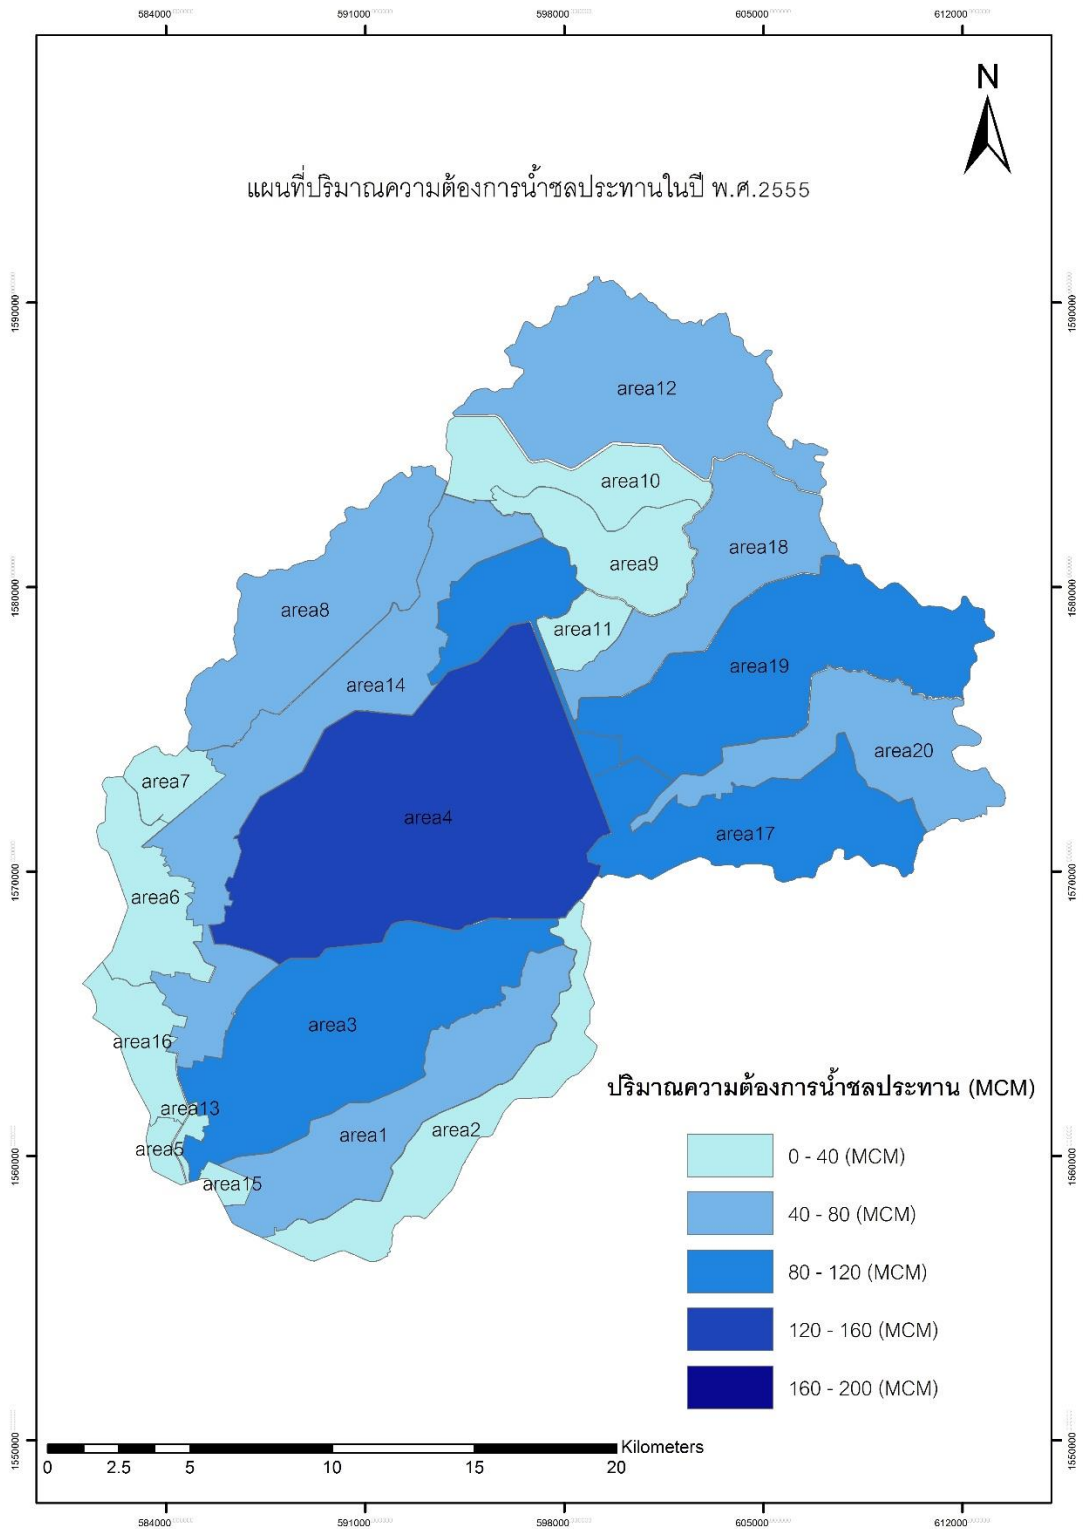 584000 591000 598000 605000 612000
N
แผนที่ปริมาณความต้องการน้ำชลประทานในปี พ.ศ.2555
1590000 1590000
area12
area10
area18
area9
1580000 1580000
area8
area11
area19
area14
area20
area7
area4
area17
1570000 1570000
area6
area3
area16
ปริมาณความต้องการน้ำชลประทาน (MCM)
area13
area1
area2
area5
1560000 1560000
0 - 40 (MCM)
area15
40 - 80 (MCM)
80 - 120 (MCM)
120 - 160 (MCM)
160 - 200 (MCM)
1550000 1550000
Kilometers
0 2.5 5 10 15 20
584000 591000 598000 605000 612000